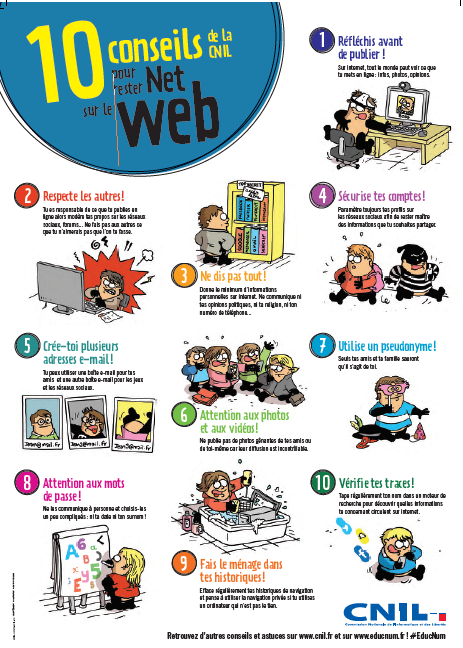 10 conseils de la CNIL
pour rester Net
sur le web
1 Réfléchis avant
de publier !
Sur internet, tout le monde peut voir ce que
tu mets en ligne : infos, photos, opinions.
2 Respecte les autres!
Tu es responsable de ce que tu publies en
ligne alors modère tes propos sur les réseaux
sociaux, forums... Ne fais pas aux autres ce
que tu n'aimerais pas que l'on te fasse.
TOP SECRET
3 Ne dis pas tout!
Donne le minimum d'informations
personnelles sur internet. Ne communique ni
tes opinions politiques, ni ta religion, ni ton
numéro de téléphone...
4 Sécurise tes comptes!
Paramètre toujours tes profils sur
les réseaux sociaux afin de rester maître
des informations que tu souhaites partager.
5 Crée-toi plusieurs
adresses e-mail!
Tu peux utiliser une boîte e-mail pour tes
amis et une autre boîte e-mail pour les jeux
et les réseaux sociaux.
6 Attention aux photos
et aux vidéos!
Ne publie pas de photos gênantes de tes amis ou
de toi-même car leur diffusion est incontrôlable.
7 Utilise un pseudonyme!
Seuls tes amis et ta famille sauront
qu'il s'agit de toi.
8 Attention aux mots
de passe!
Ne les communique à personne et choisis-les
un peu compliqués : ni ta date ni ton surnom !
A6
9 Fais le ménage dans
tes historiques!
Efface régulièrement tes historiques de navigation
et pense à utiliser la navigation privée si tu utilises
un ordinateur qui n'est pas le tien.
10 Vérifie tes traces!
Tape régulièrement ton nom dans un moteur de
recherche pour découvrir quelles informations
te concernant circulent sur internet.
CNIL
Commission Nationale de l'Informatique et des Libertés
Retrouvez d'autres conseils et astuces sur www.cnil.fr et sur www.educnum.fr ! #EducNum